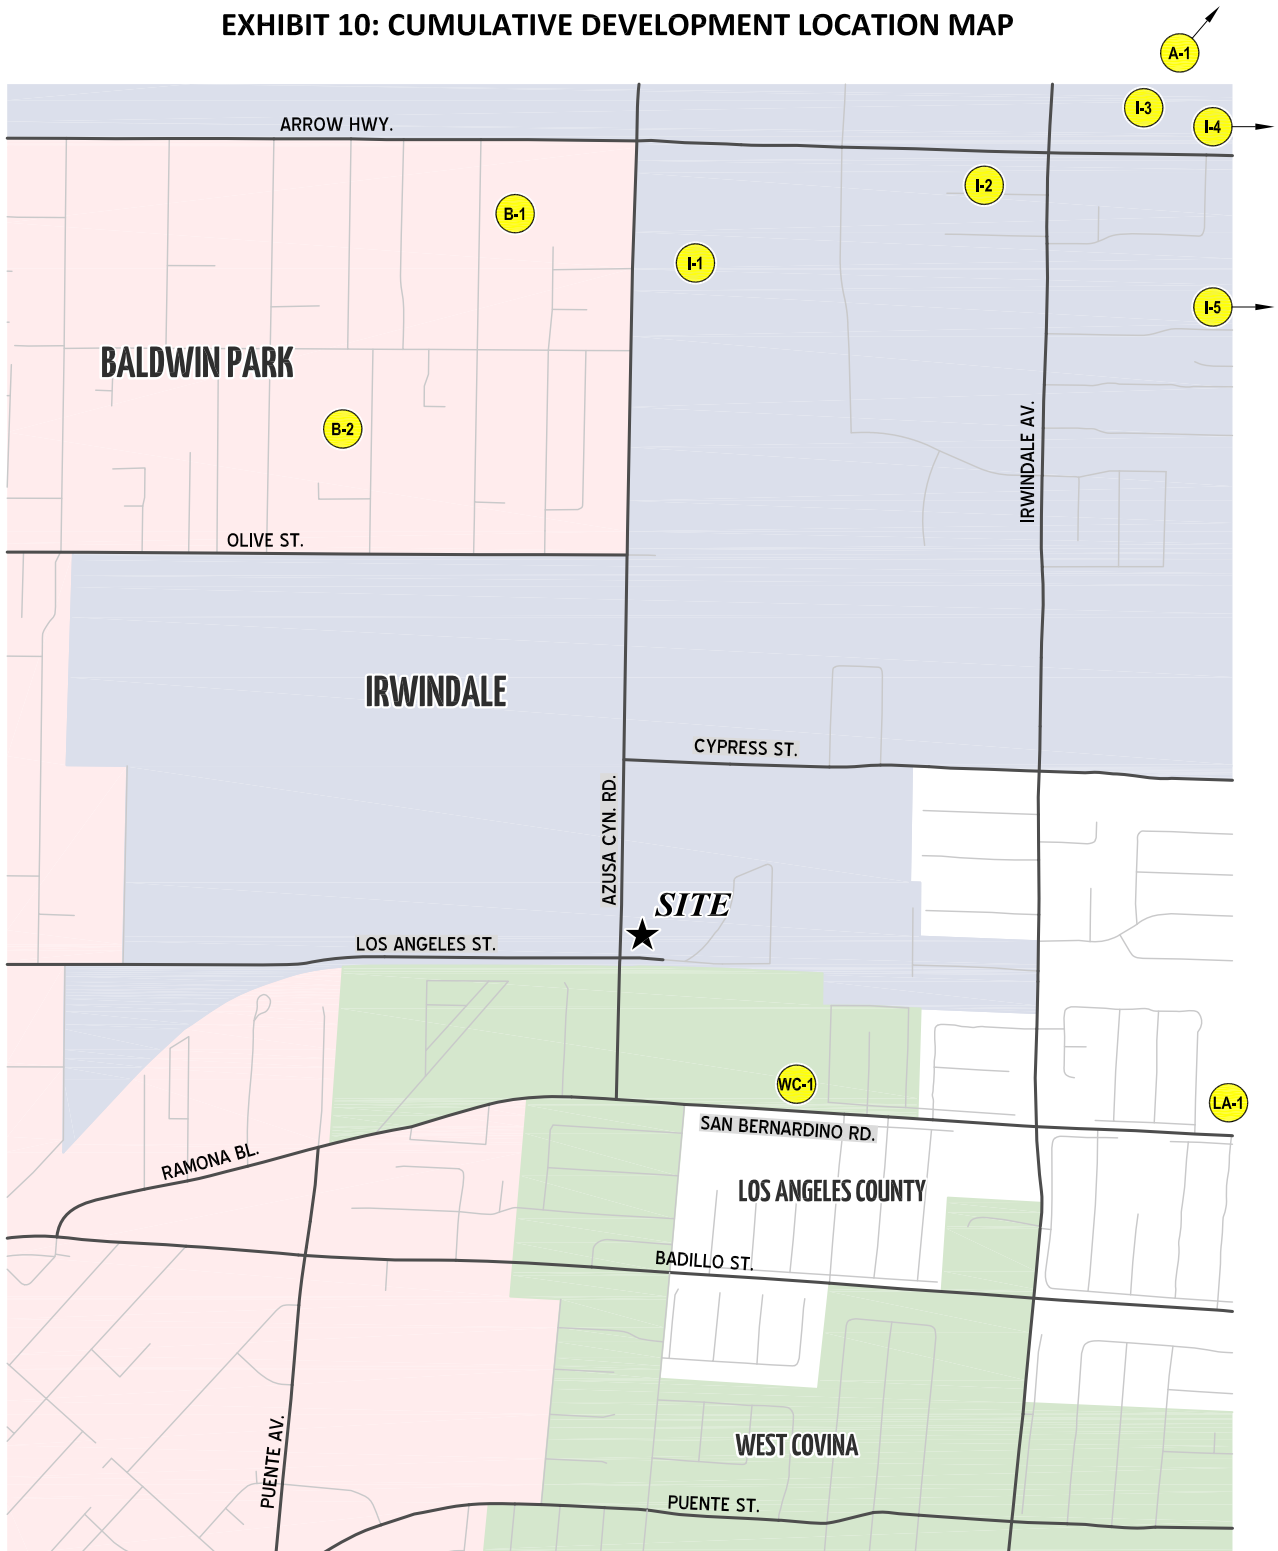 EXHIBIT 10: CUMULATIVE DEVELOPMENT LOCATION MAP
A-1
I-3
I-4
ARROW HWY.
I-2
B-1
I-1
I-5
BALDWIN PARK
B-2
IRWINDALE AV.
OLIVE ST.
IRWINDALE
CYPRESS ST.
AZUSA CYN. RD.
SITE
LOS ANGELES ST.
WC-1
LA-1
SAN BERNARDINO RD.
RAMONA BL.
LOS ANGELES COUNTY
BADILLO ST.
PUENTE AV.
WEST COVINA
PUENTE ST.